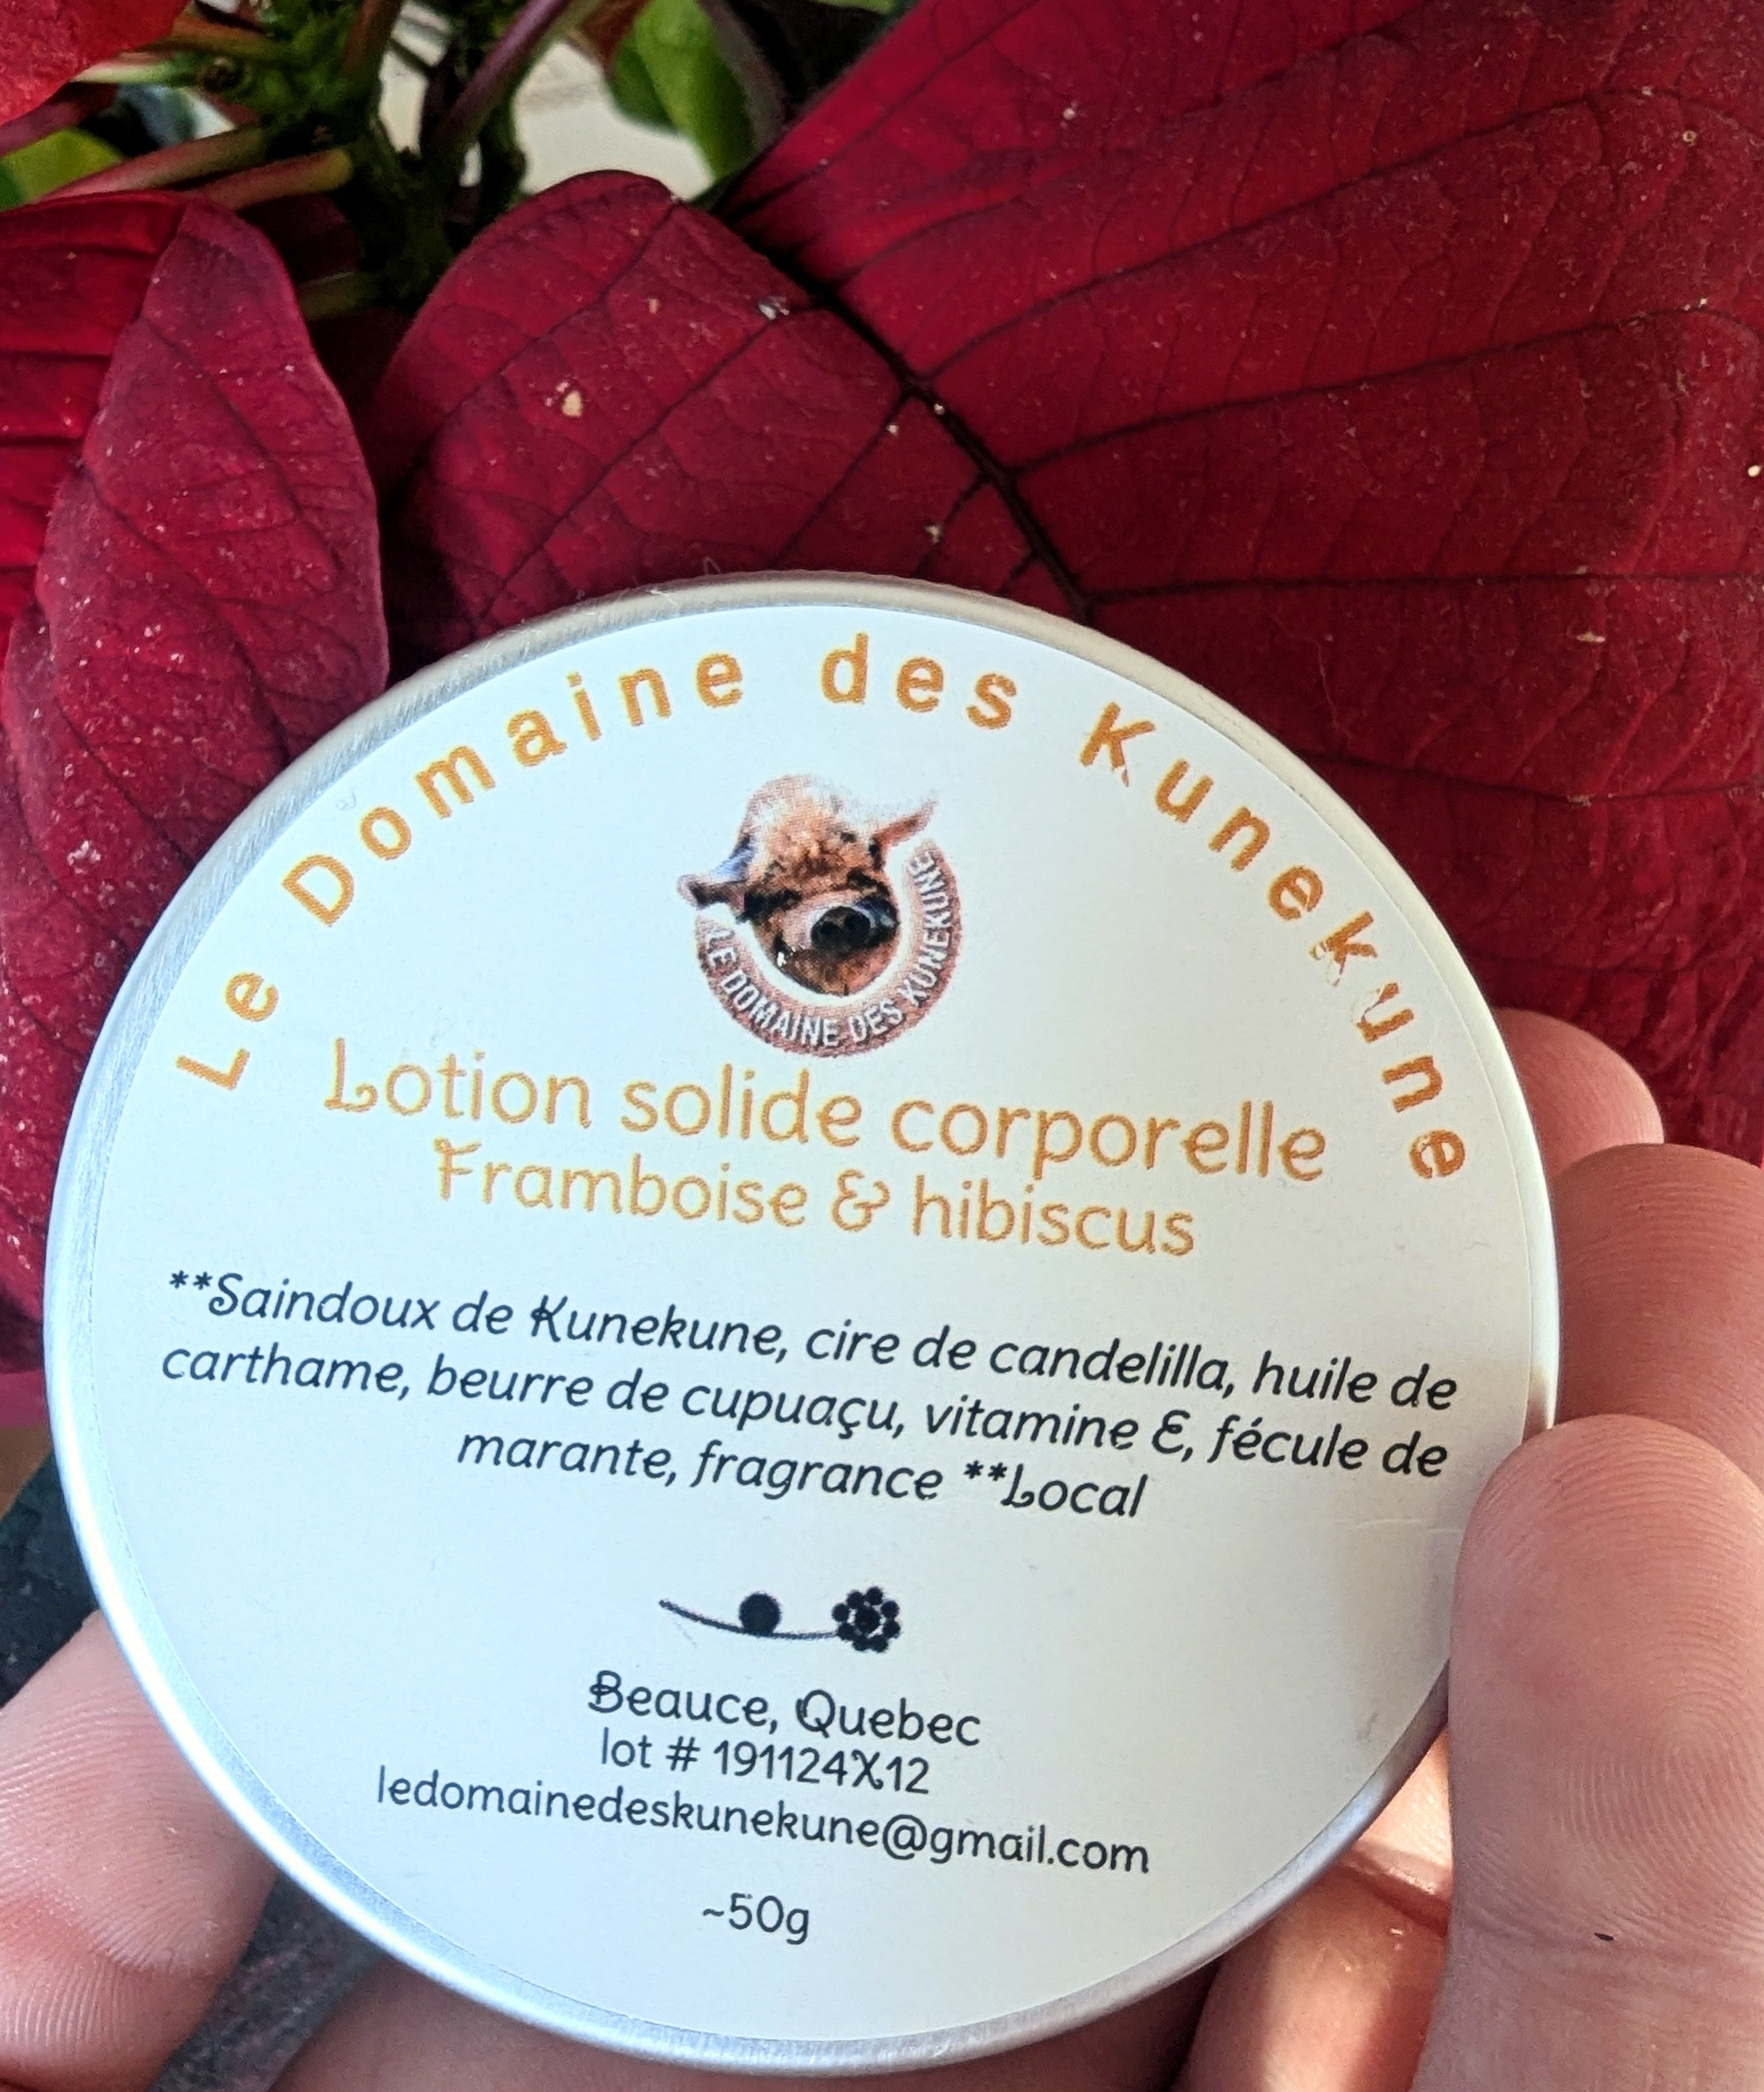 Le Domaine des Kunekune
LE DOMAINE DES KUNEKUNE
Lotion solide corporelle
Framboise & hibiscus
**Saindoux de Kunekune, cire de candelilla, huile de
carthame, beurre de cupuaçu, vitamine E, fécule de
marante, fragrance **Local
Beauce, Quebec
lot # 191124X12
ledomainedeskunekune@gmail.com
~50g